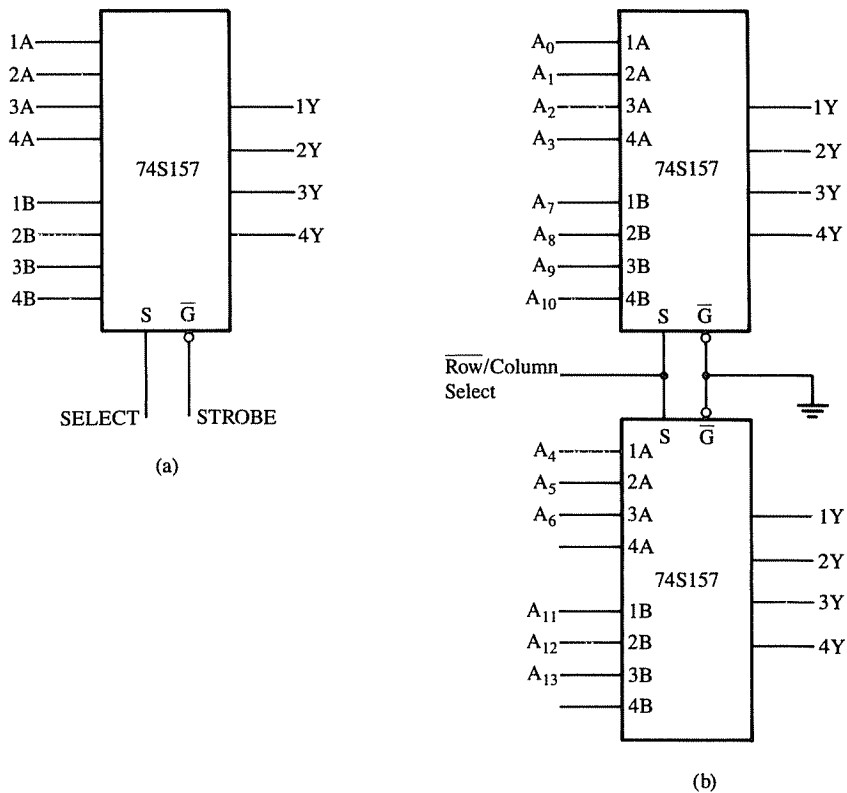 1A
2A
3A
4A
1B
2B
3B
4B
74S157
1Y
2Y
3Y
4Y
S
G̅
SELECT
STROBE
(a)
A₀
A₁
A₂
A₃
A₇
A₈
A₉
A₁₀
1A
2A
3A
4A
1B
2B
3B
4B
74S157
1Y
2Y
3Y
4Y
S
G̅
R̅o̅w̅/Column
Select
S
G̅
A₄
A₅
A₆
A₁₁
A₁₂
A₁₃
1A
2A
3A
4A
1B
2B
3B
4B
74S157
1Y
2Y
3Y
4Y
(b)